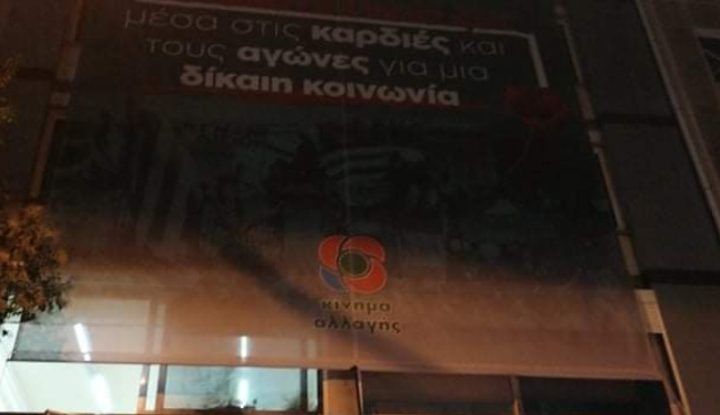 μέσα στις καρδιές και
τους αγώνες για μια
δίκαιη κοινωνία
κίνημα
αλλαγής